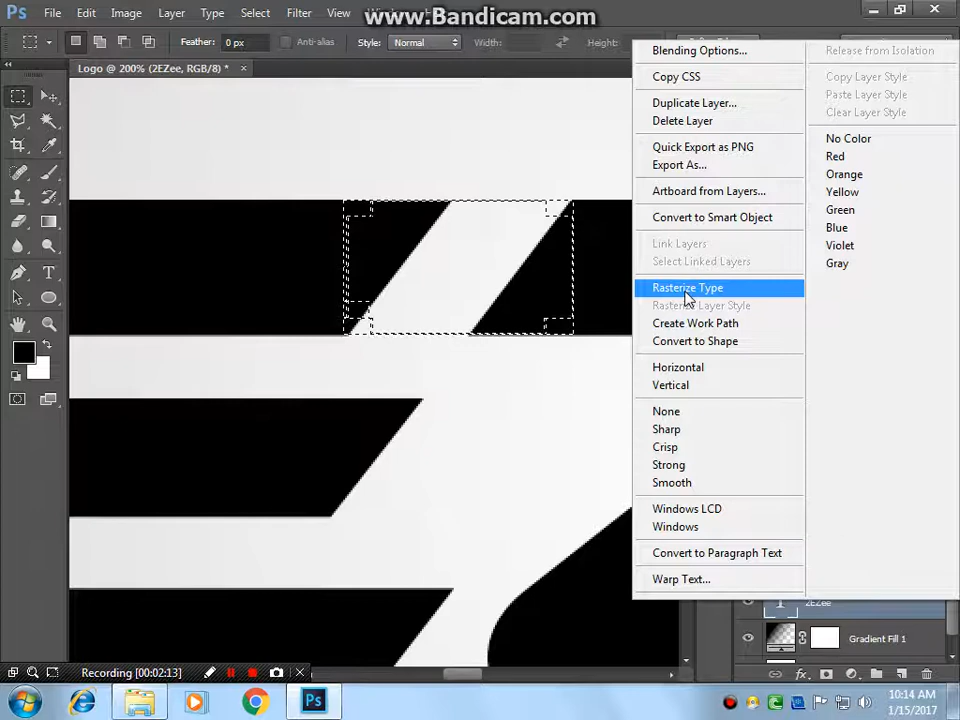 www.Bandicam.com
Ps File Edit Image Layer Type Select Filter View
Feather: 0 px Anti-alias Style: Normal Width: Height:
Logo @ 200% (2EZee, RGB/8) * ×
Blending Options...
Copy CSS
Duplicate Layer...
Delete Layer
Quick Export as PNG
Export As...
Artboard from Layers...
Convert to Smart Object
Link Layers
Select Linked Layers
Rasterize Type
Rasterize Layer Style
Create Work Path
Convert to Shape
Horizontal
Vertical
None
Sharp
Crisp
Strong
Smooth
Windows LCD
Windows
Convert to Paragraph Text
Warp Text...
Release from Isolation
Copy Layer Style
Paste Layer Style
Clear Layer Style
No Color
Red
Orange
Yellow
Green
Blue
Violet
Gray
2EZee
Gradient Fill 1
Recording [00:02:13]
Ps
10:14 AM
1/15/2017